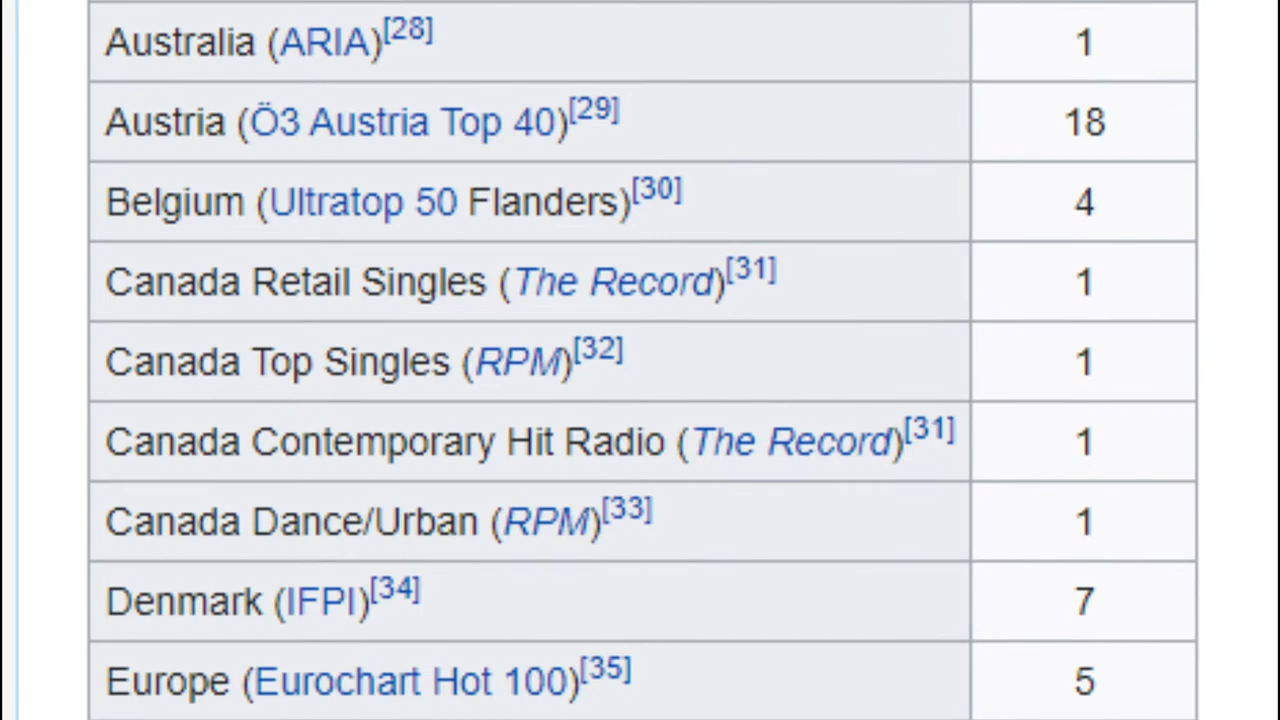 Australia (ARIA)[28] 1
Austria (Ö3 Austria Top 40)[29] 18
Belgium (Ultratop 50 Flanders)[30] 4
Canada Retail Singles (The Record)[31] 1
Canada Top Singles (RPM)[32] 1
Canada Contemporary Hit Radio (The Record)[31] 1
Canada Dance/Urban (RPM)[33] 1
Denmark (IFPI)[34] 7
Europe (Eurochart Hot 100)[35] 5